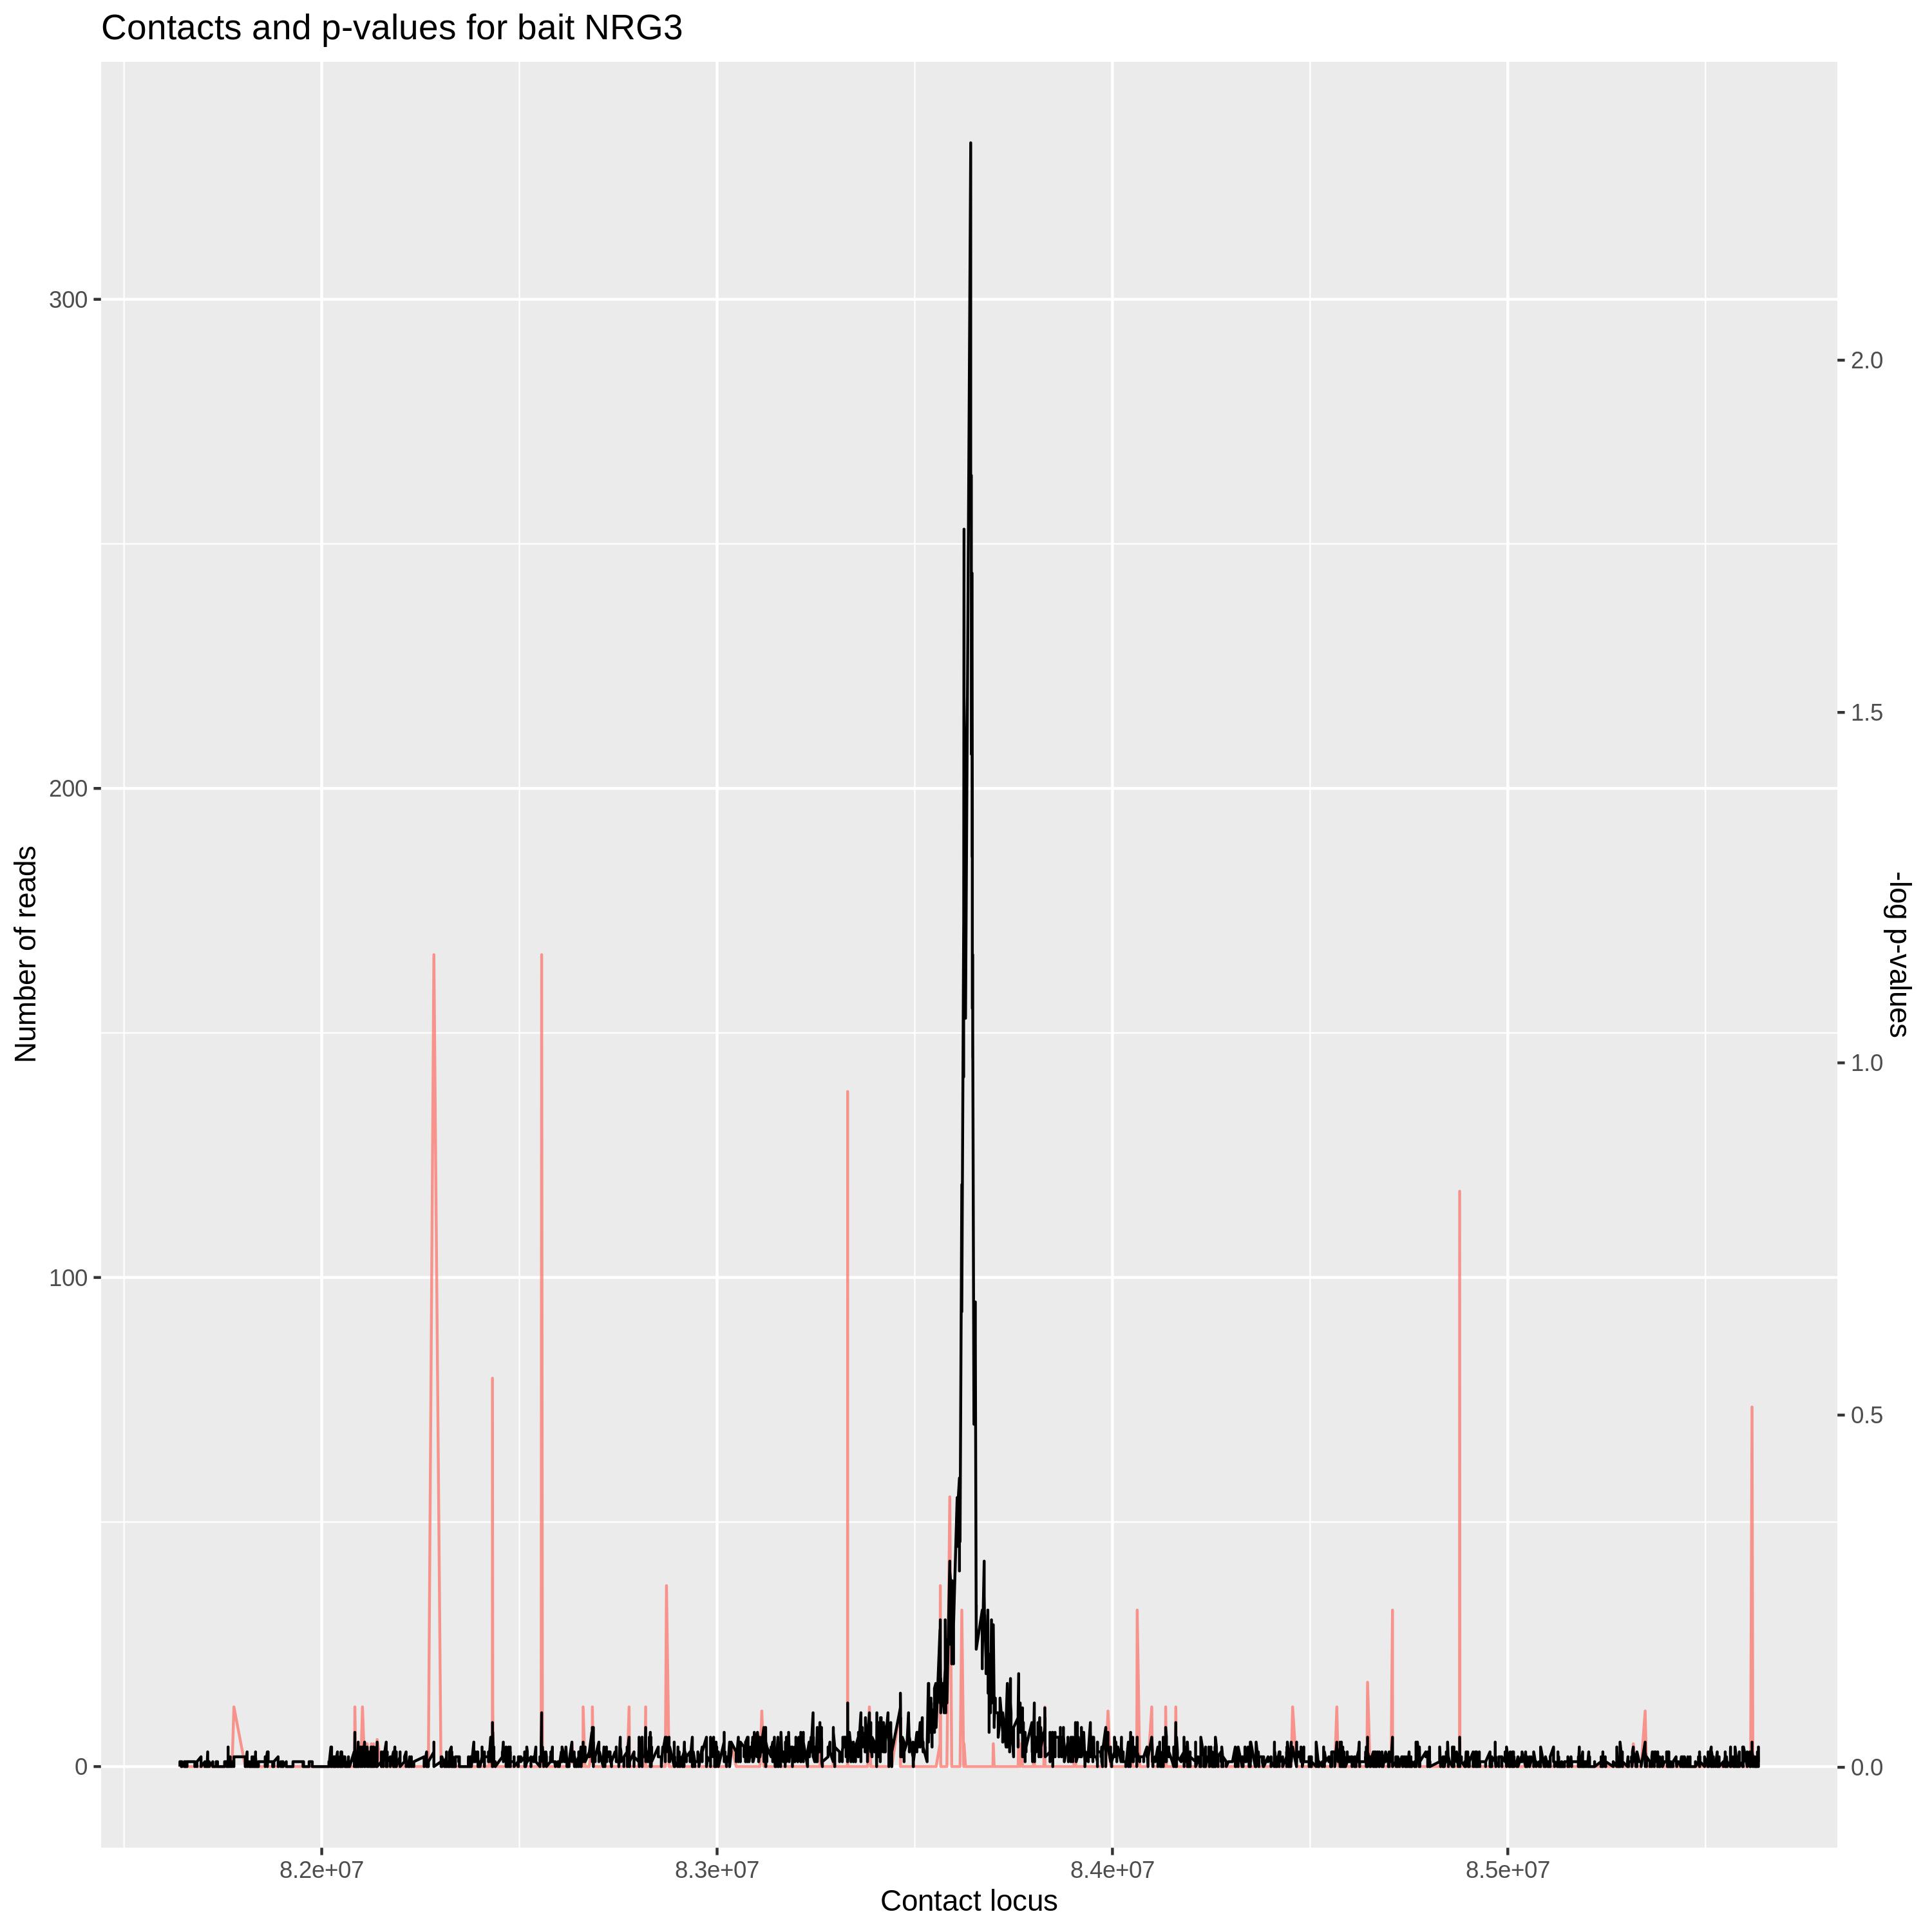 Contacts and p-values for bait NRG3
Number of reads
300
200
100
0
2.0
1.5
1.0
0.5
0.0
-log p-values
8.2e+07 8.3e+07 8.4e+07 8.5e+07
Contact locus